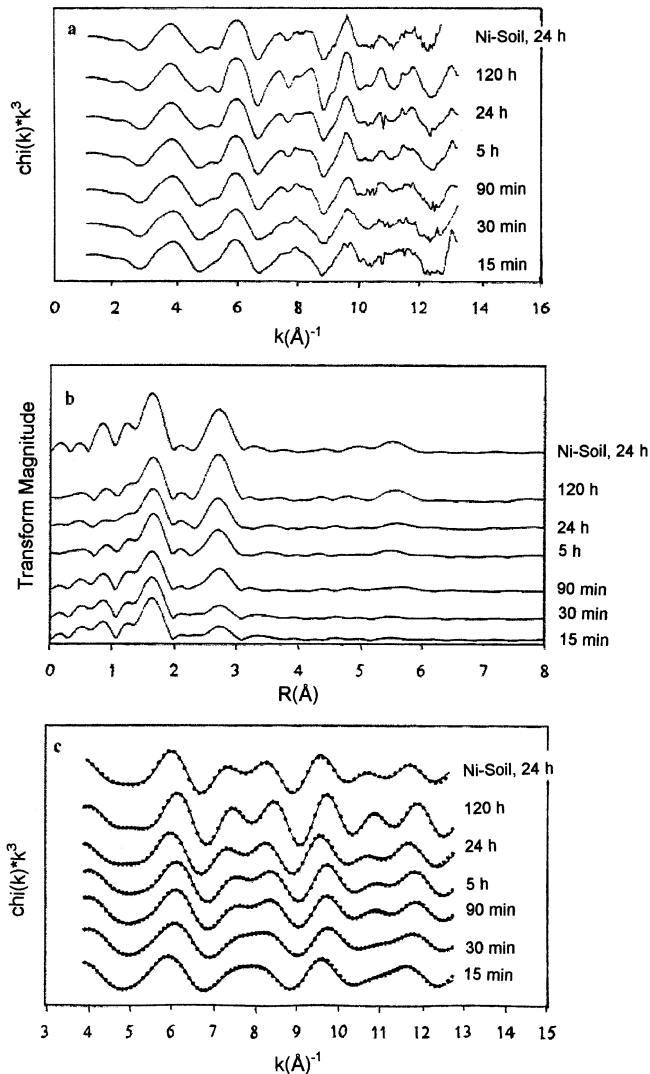 a
Ni-Soil, 24 h
120 h
24 h
5 h
90 min
30 min
15 min
chi(k)*k³
0 2 4 6 8 10 12 14 16
k(Å)⁻¹
b
Ni-Soil, 24 h
120 h
24 h
5 h
90 min
30 min
15 min
Transform Magnitude
0 1 2 3 4 5 6 7 8
R(Å)
c
Ni-Soil, 24 h
120 h
24 h
5 h
90 min
30 min
15 min
chi(k)*k³
3 4 5 6 7 8 9 10 11 12 13 14 15
k(Å)⁻¹